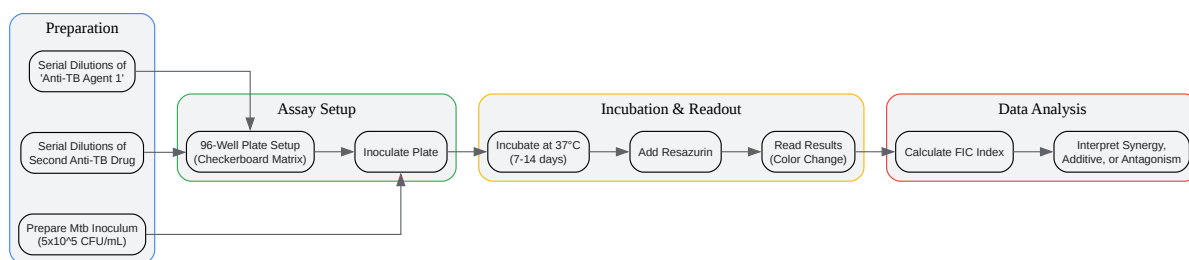 Preparation
Serial Dilutions of
'Anti-TB Agent 1'
Serial Dilutions of
Second Anti-TB Drug
Prepare Mtb Inoculum
(5x10^5 CFU/mL)
Assay Setup
96-Well Plate Setup
(Checkerboard Matrix)
Inoculate Plate
Incubation & Readout
Incubate at 37°C
(7-14 days)
Add Resazurin
Read Results
(Color Change)
Data Analysis
Calculate FIC Index
Interpret Synergy,
Additive, or Antagonism